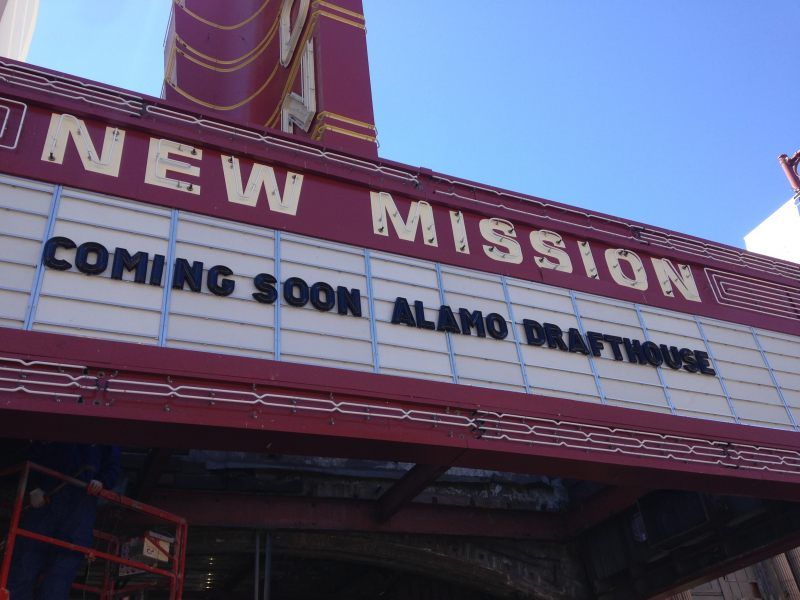 NEW MISSION
COMING SOON ALAMO DRAFTHOUSE